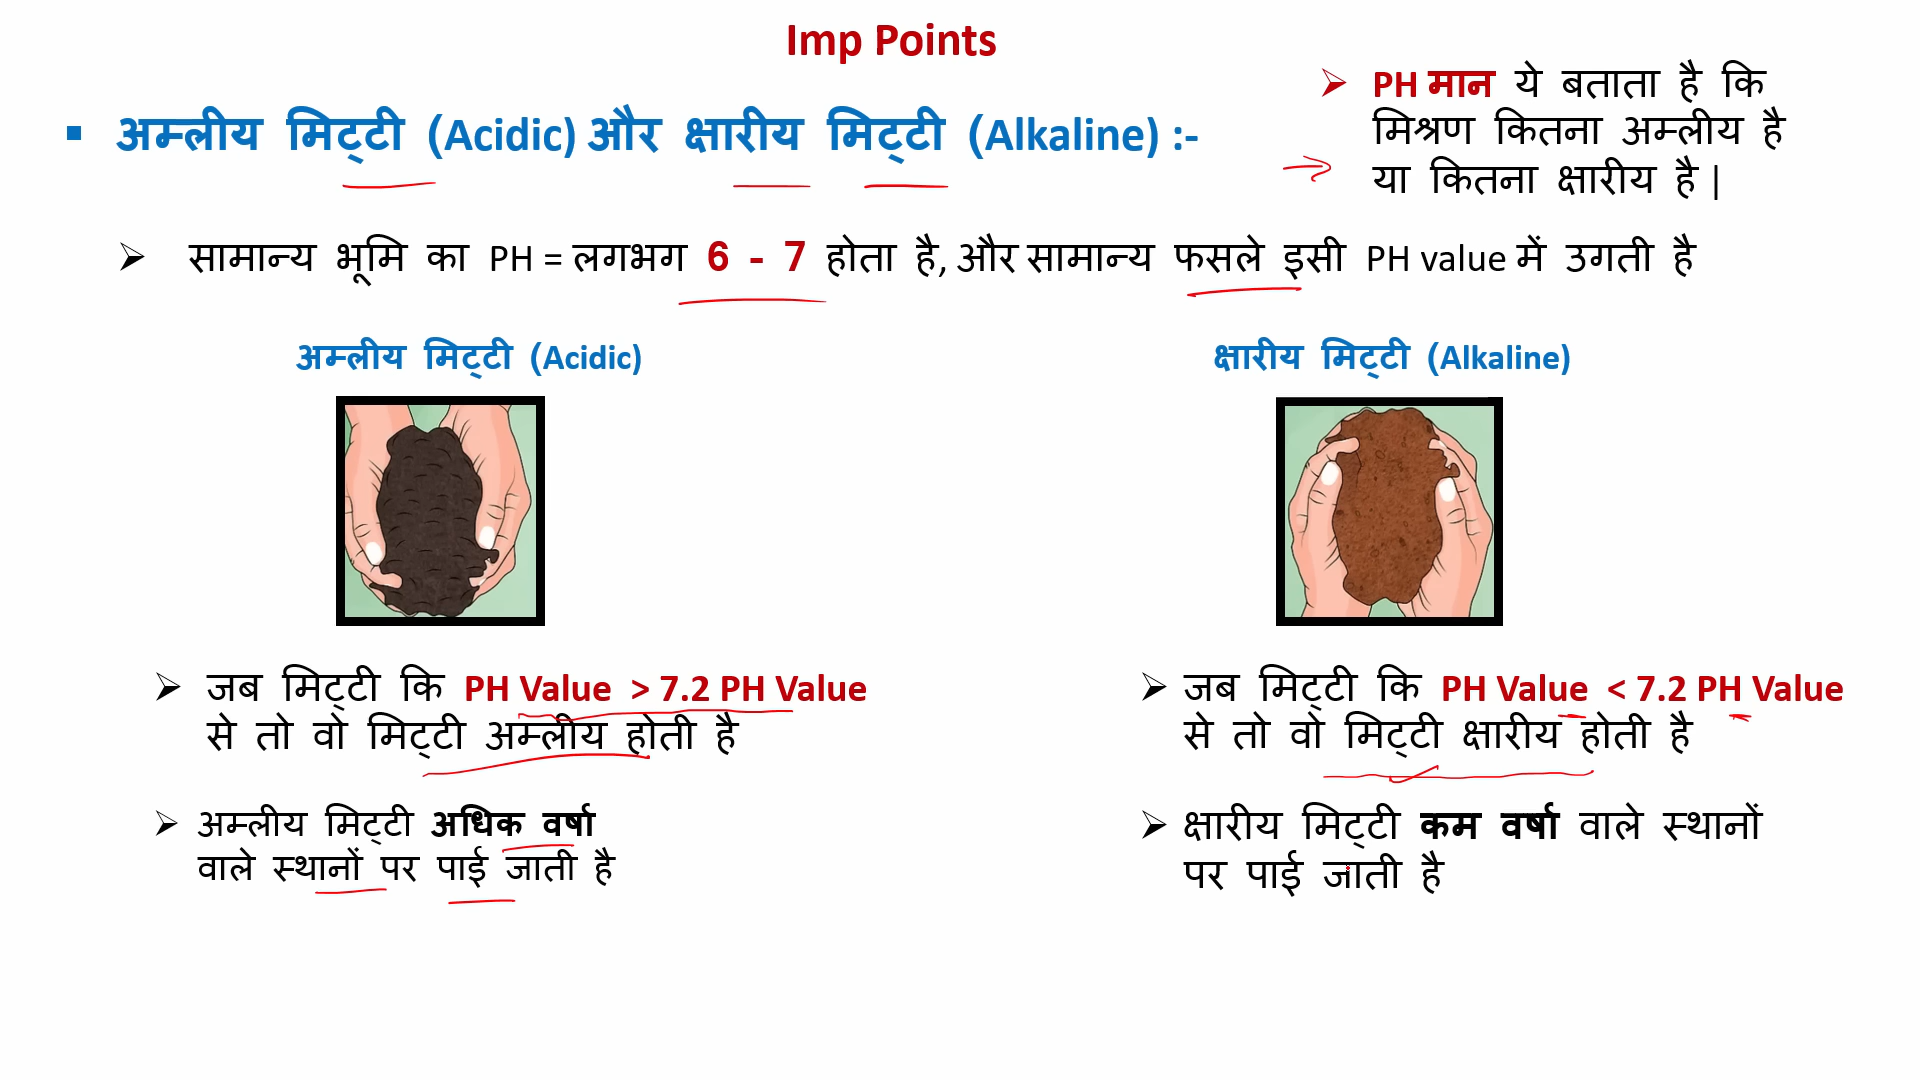 Imp Points
▪ अम्लीय मिट्टी (Acidic) और क्षारीय मिट्टी (Alkaline) :-
➢ PH मान ये बताता है कि
मिश्रण कितना अम्लीय है
या कितना क्षारीय है |
➢ सामान्य भूमि का PH = लगभग 6 - 7 होता है, और सामान्य फसले इसी PH value में उगती है
अम्लीय मिट्टी (Acidic)
➢ जब मिट्टी कि PH Value > 7.2 PH Value
से तो वो मिट्टी अम्लीय होती है
➢ अम्लीय मिट्टी अधिक वर्षा
वाले स्थानों पर पाई जाती है
क्षारीय मिट्टी (Alkaline)
➢ जब मिट्टी कि PH Value < 7.2 PH Value
से तो वो मिट्टी क्षारीय होती है
➢ क्षारीय मिट्टी कम वर्षा वाले स्थानों
पर पाई जाती है